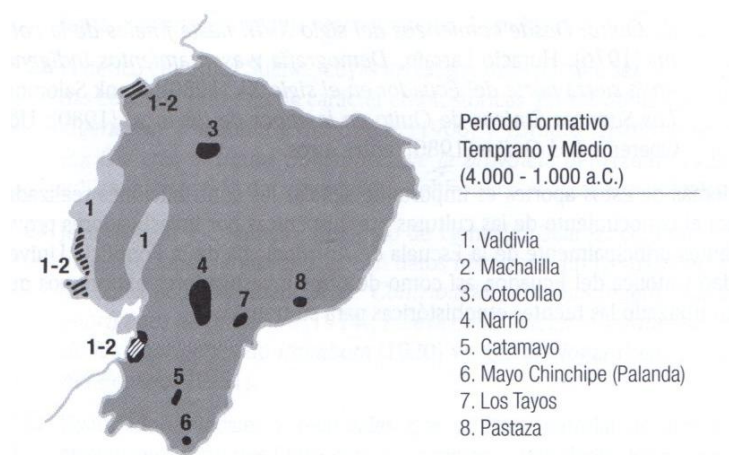 1-2
3
Período Formativo
Temprano y Medio
(4.000 - 1.000 a.C.)
1
1
1-2
4
8
7
1-2
5
6
1. Valdivia
2. Machalilla
3. Cotocollao
4. Narrío
5. Catamayo
6. Mayo Chinchipe (Palanda)
7. Los Tayos
8. Pastaza